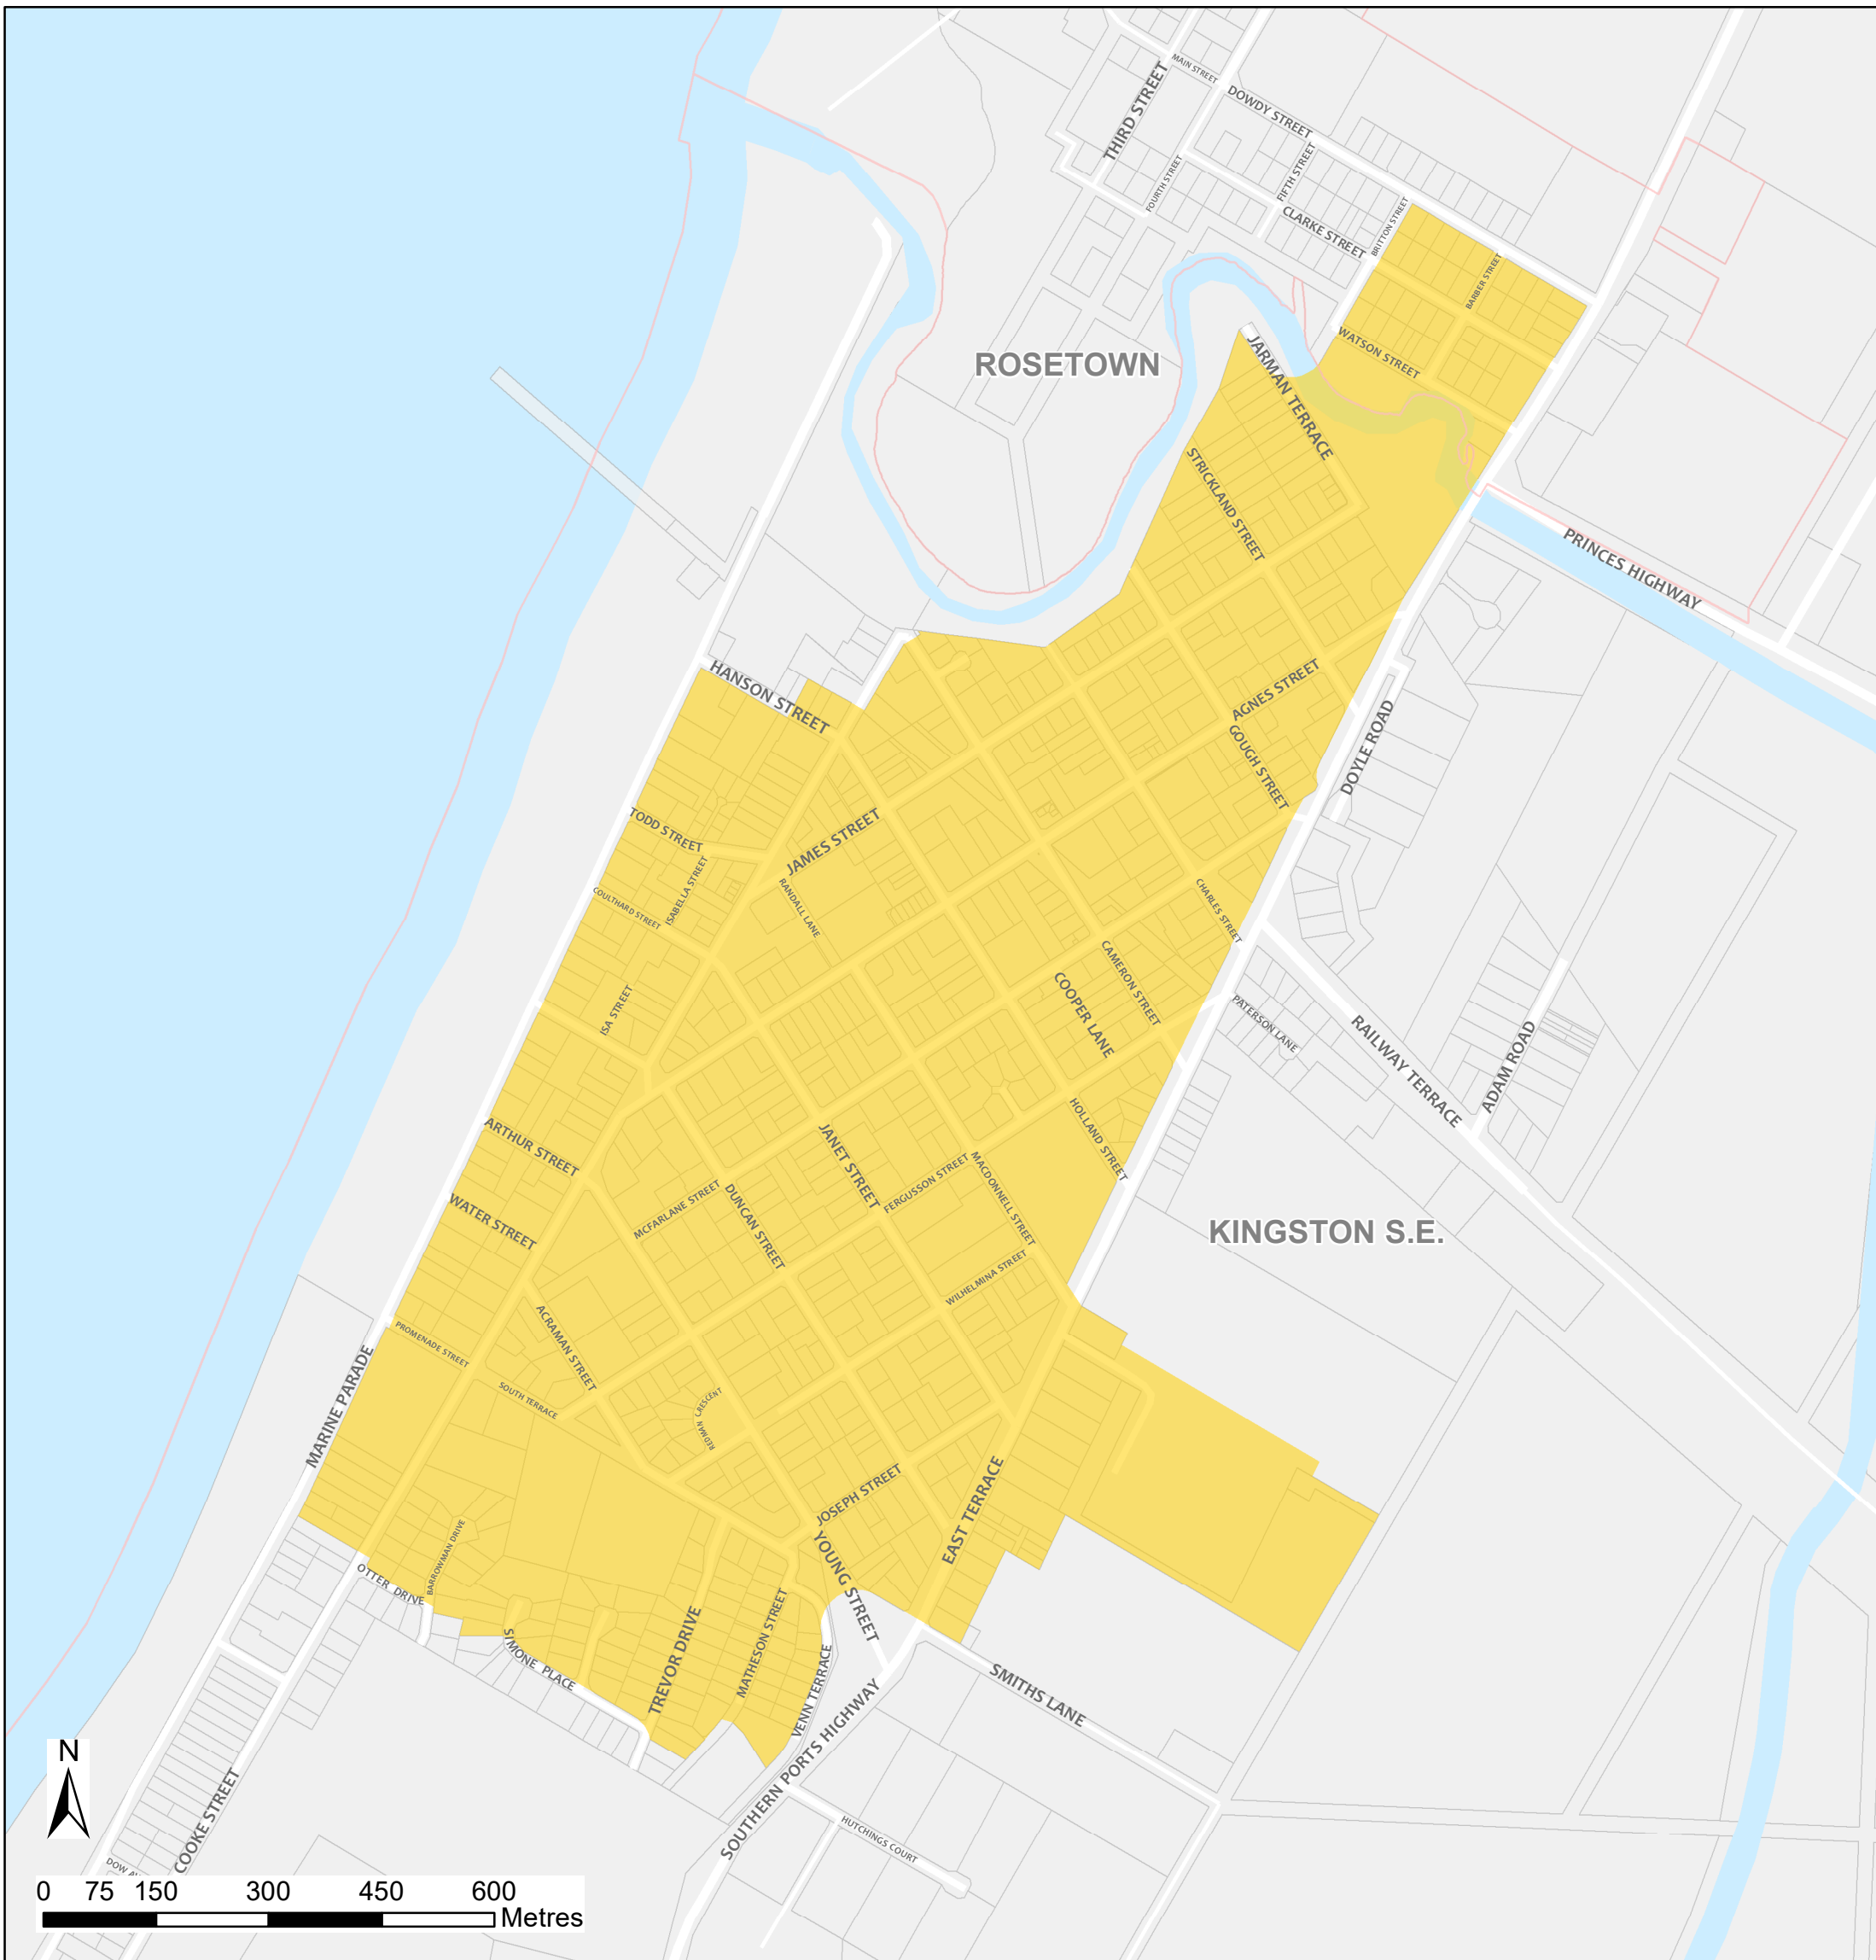 MAIN STREET
DOWDY STREET
THIRD STREET
FIFTH STREET
FOURTH STREET
CLARKE STREET
BRITTON STREET
BARBER STREET
WATSON STREET
ROSETOWN
JARMAN TERRACE
STRICKLAND STREET
PRINCES HIGHWAY
HANSON STREET
AGNES STREET
GOUGH STREET
DOYLE ROAD
TODD STREET
JAMES STREET
ISABELLA STREET
COULTHARD STREET
RANDALL LANE
CHARLES STREET
CAMERON STREET
COOPER LANE
ISA STREET
PATERSON LANE
RAILWAY TERRACE
ADAM ROAD
ARTHUR STREET
JANET STREET
HOLLAND STREET
WATER STREET
MCFARLANE STREET
DUNCAN STREET
FERGUSSON STREET
MACDONNELL STREET
KINGSTON S.E.
WILHELMINA STREET
ACRAMAN STREET
PROMENADE STREET
MARINE PARADE
SOUTH TERRACE
REDMAN CRESCENT
JOSEPH STREET
EAST TERRACE
YOUNG STREET
BARROWMAN DRIVE
OTTER DRIVE
SIMONE PLACE
TREVOR DRIVE
MATHESON STREET
VENN TERRACE
SMITHS LANE
SOUTHERN PORTS HIGHWAY
HUTCHINGS COURT
COOKE STREET
N
0 75 150 300 450 600
Metres